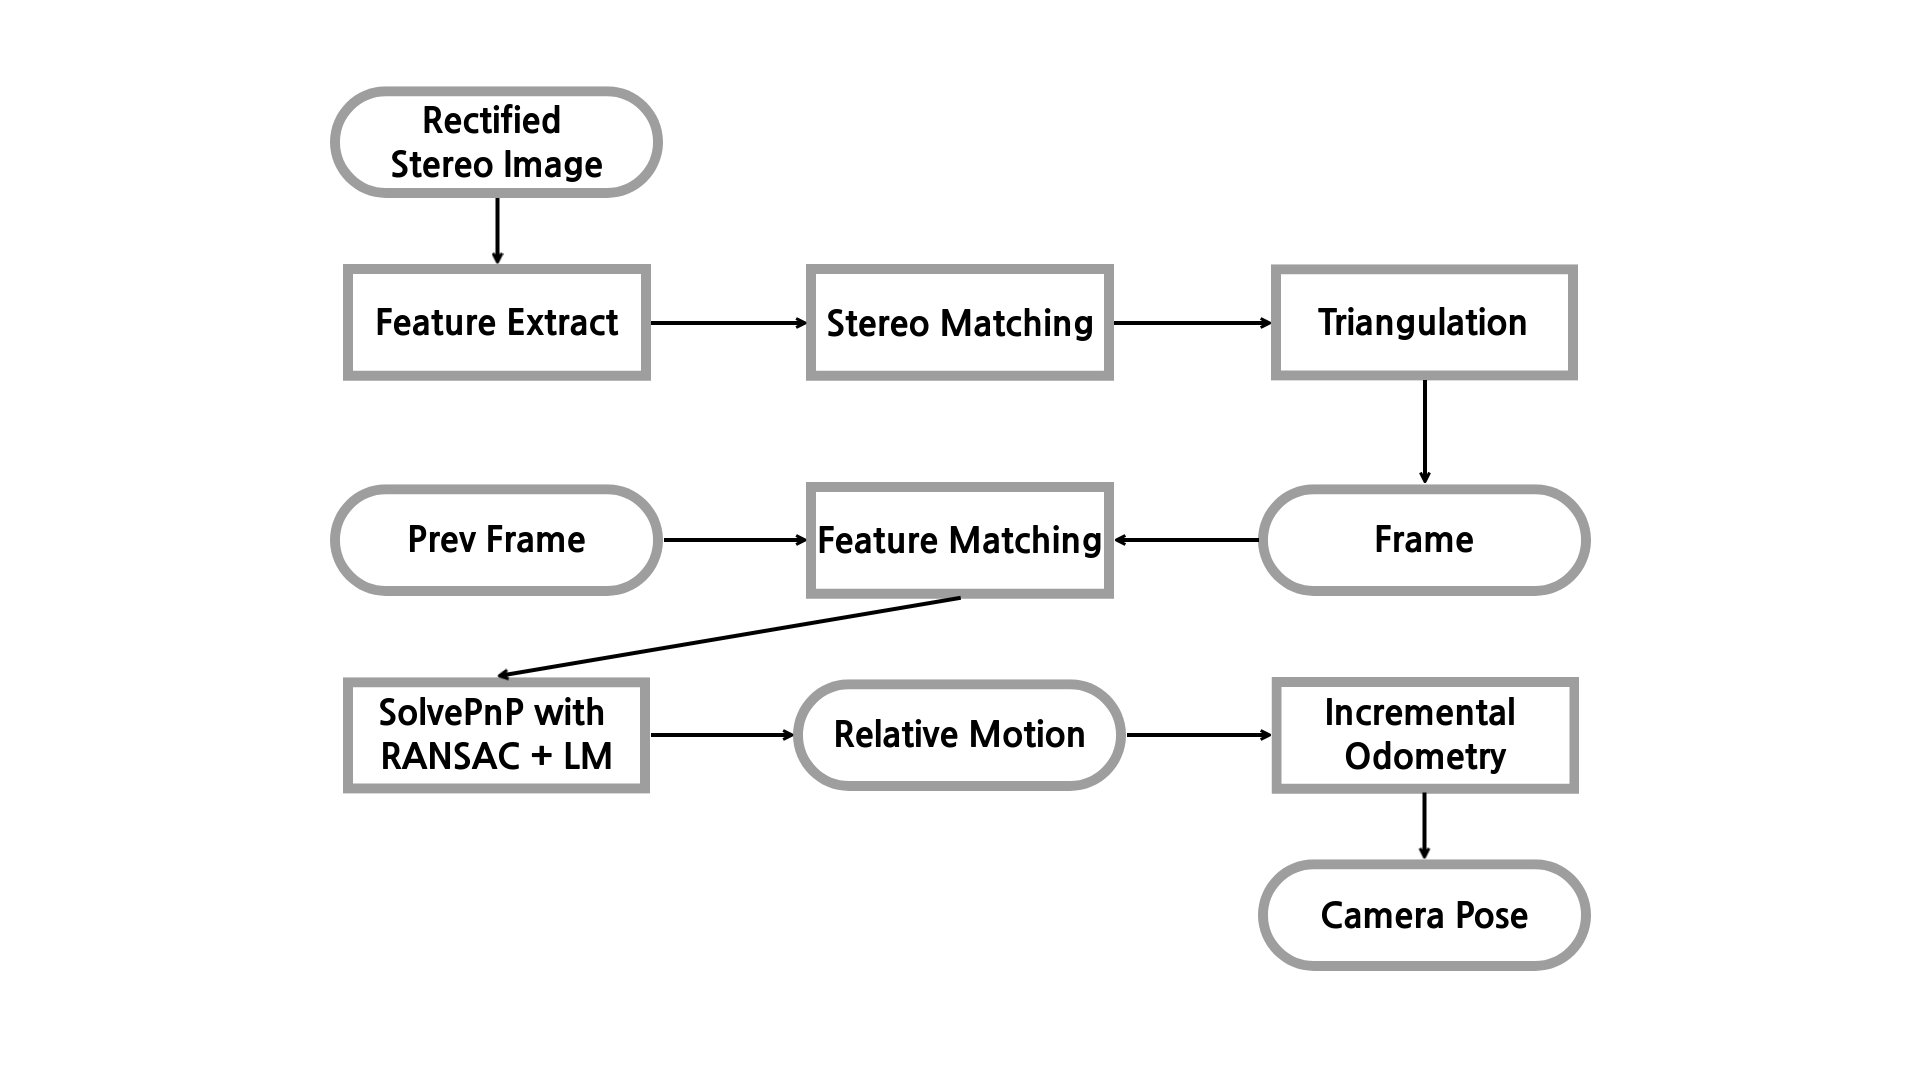 Rectified
Stereo Image
Feature Extract
Stereo Matching
Triangulation
Prev Frame
Feature Matching
Frame
SolvePnP with
RANSAC + LM
Relative Motion
Incremental
Odometry
Camera Pose